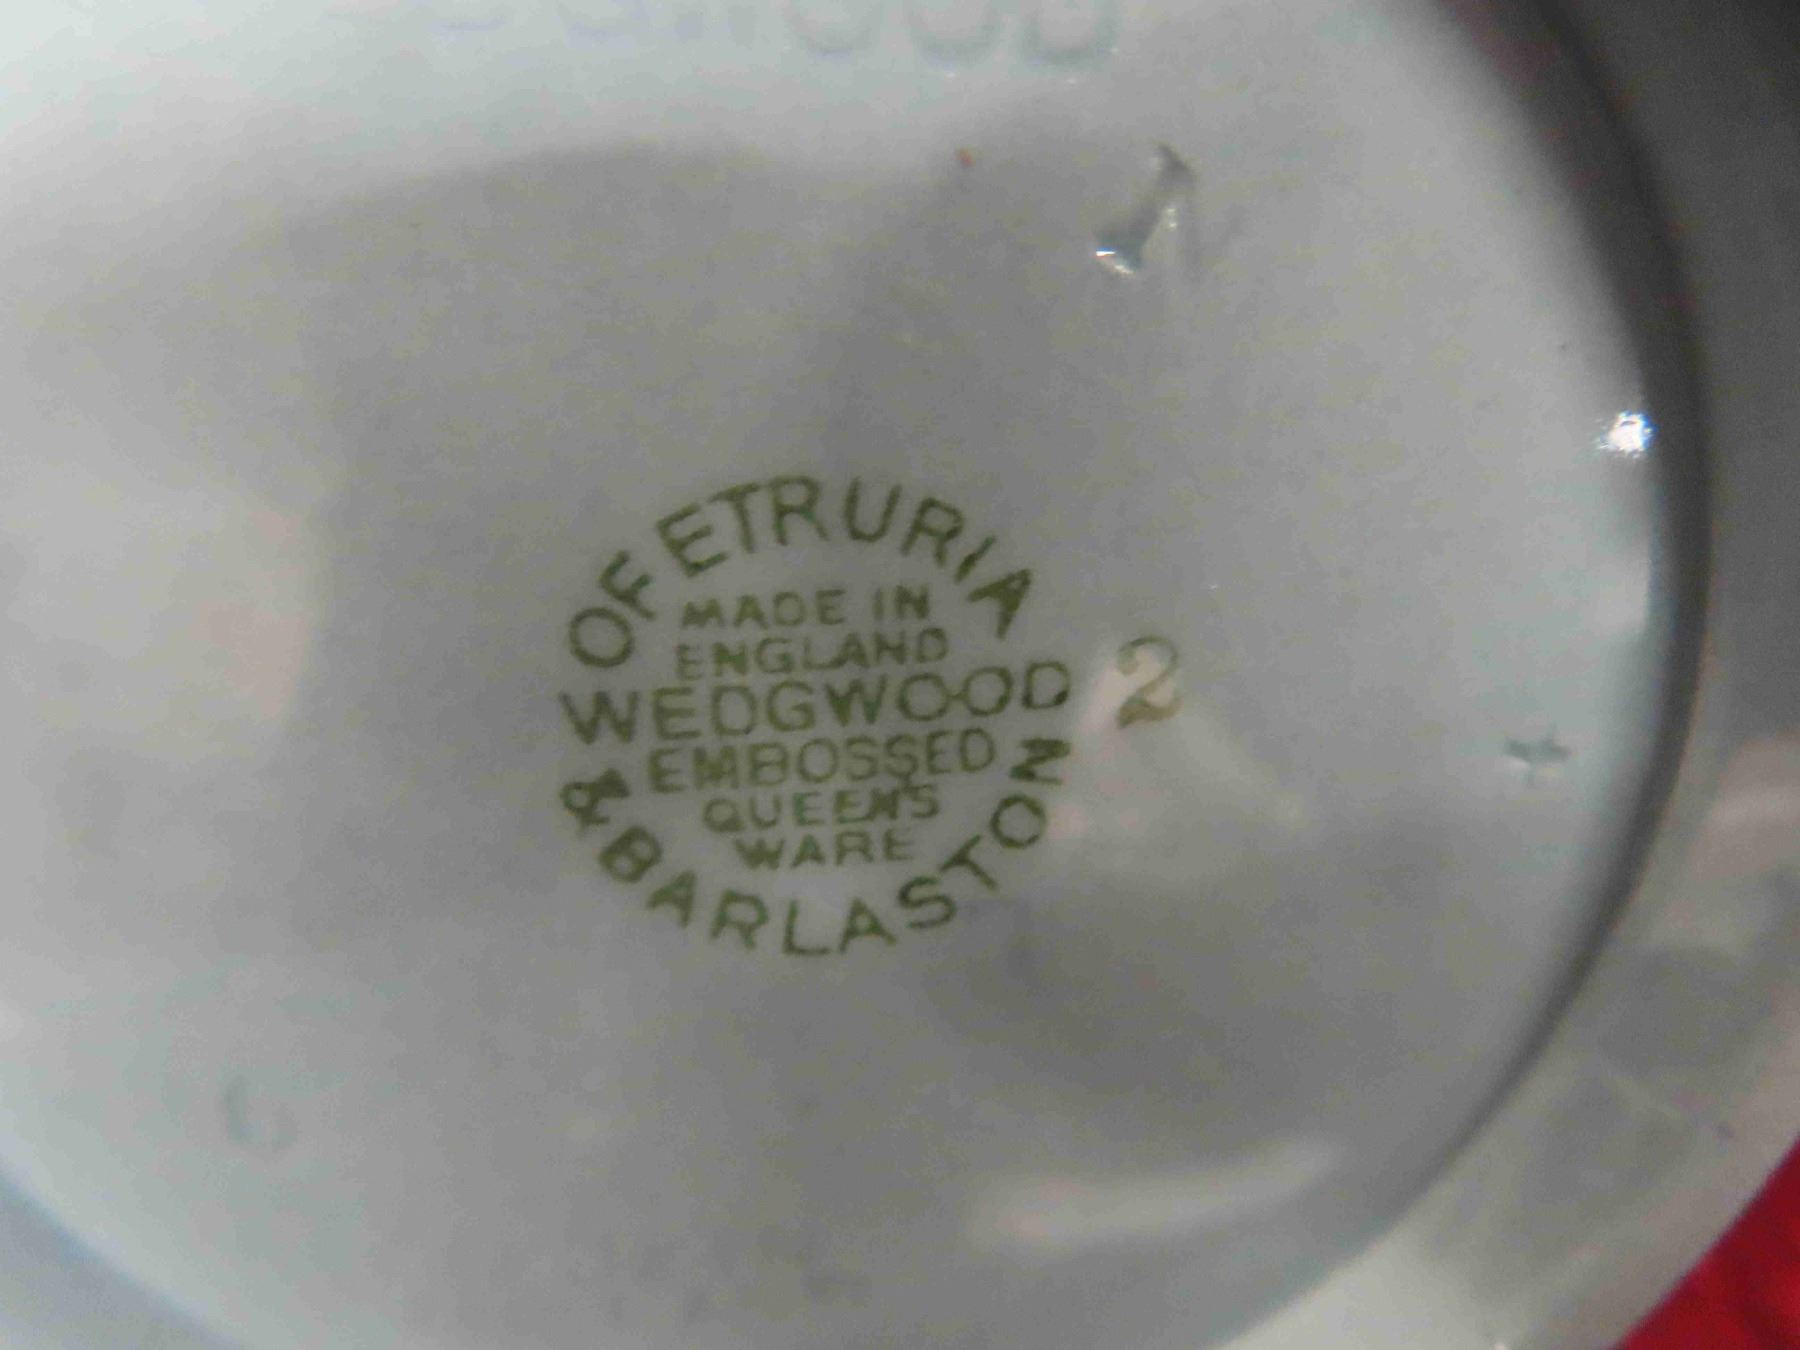 OF ETRURIA
MADE IN
ENGLAND
WEDGWOOD 2
EMBOSSED
QUEEN'S
WARE
& BARLASTON